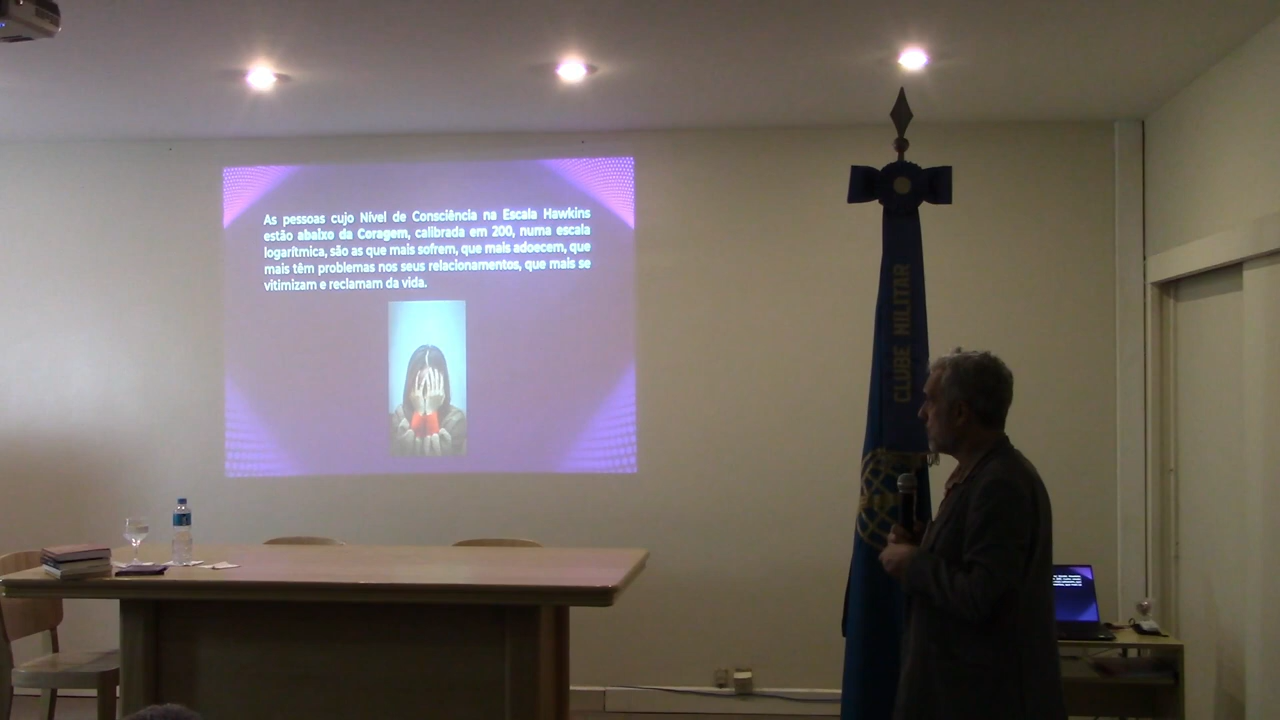 As pessoas cujo Nível de Consciência na Escala Hawkins
estão abaixo da Coragem, calibrada em 200, numa escala
logarítmica, são as que mais sofrem, que mais adoecem, que
mais têm problemas nos seus relacionamentos, que mais se
vitimizam e reclamam da vida.
CLUBE MILITAR